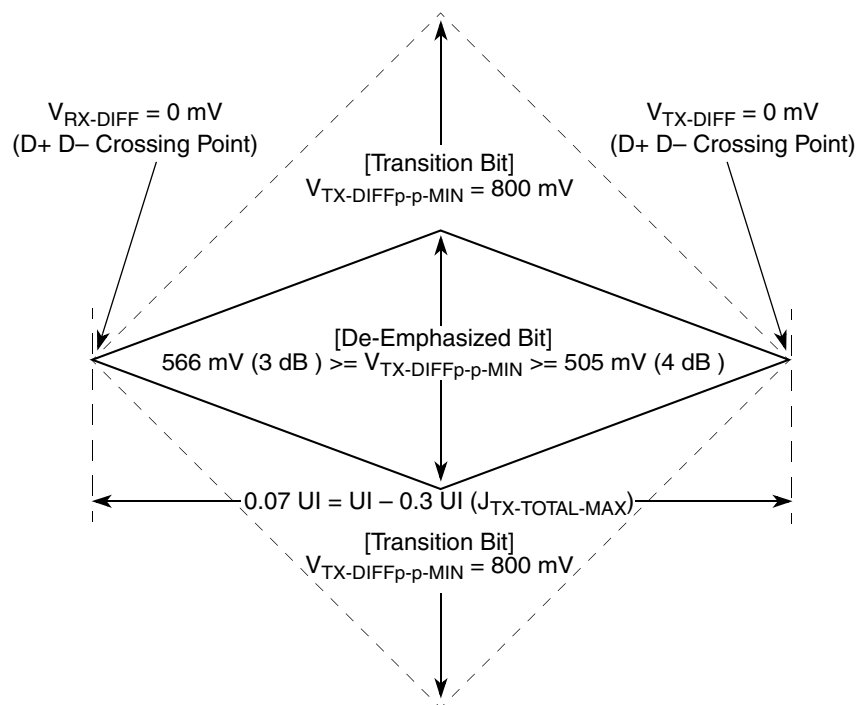 V_RX-DIFF = 0 mV
(D+ D– Crossing Point)
V_TX-DIFF = 0 mV
(D+ D– Crossing Point)
[Transition Bit]
V_TX-DIFFp-p-MIN = 800 mV
[De-Emphasized Bit]
566 mV (3 dB ) >= V_TX-DIFFp-p-MIN >= 505 mV (4 dB )
0.07 UI = UI – 0.3 UI (J_TX-TOTAL-MAX)
[Transition Bit]
V_TX-DIFFp-p-MIN = 800 mV